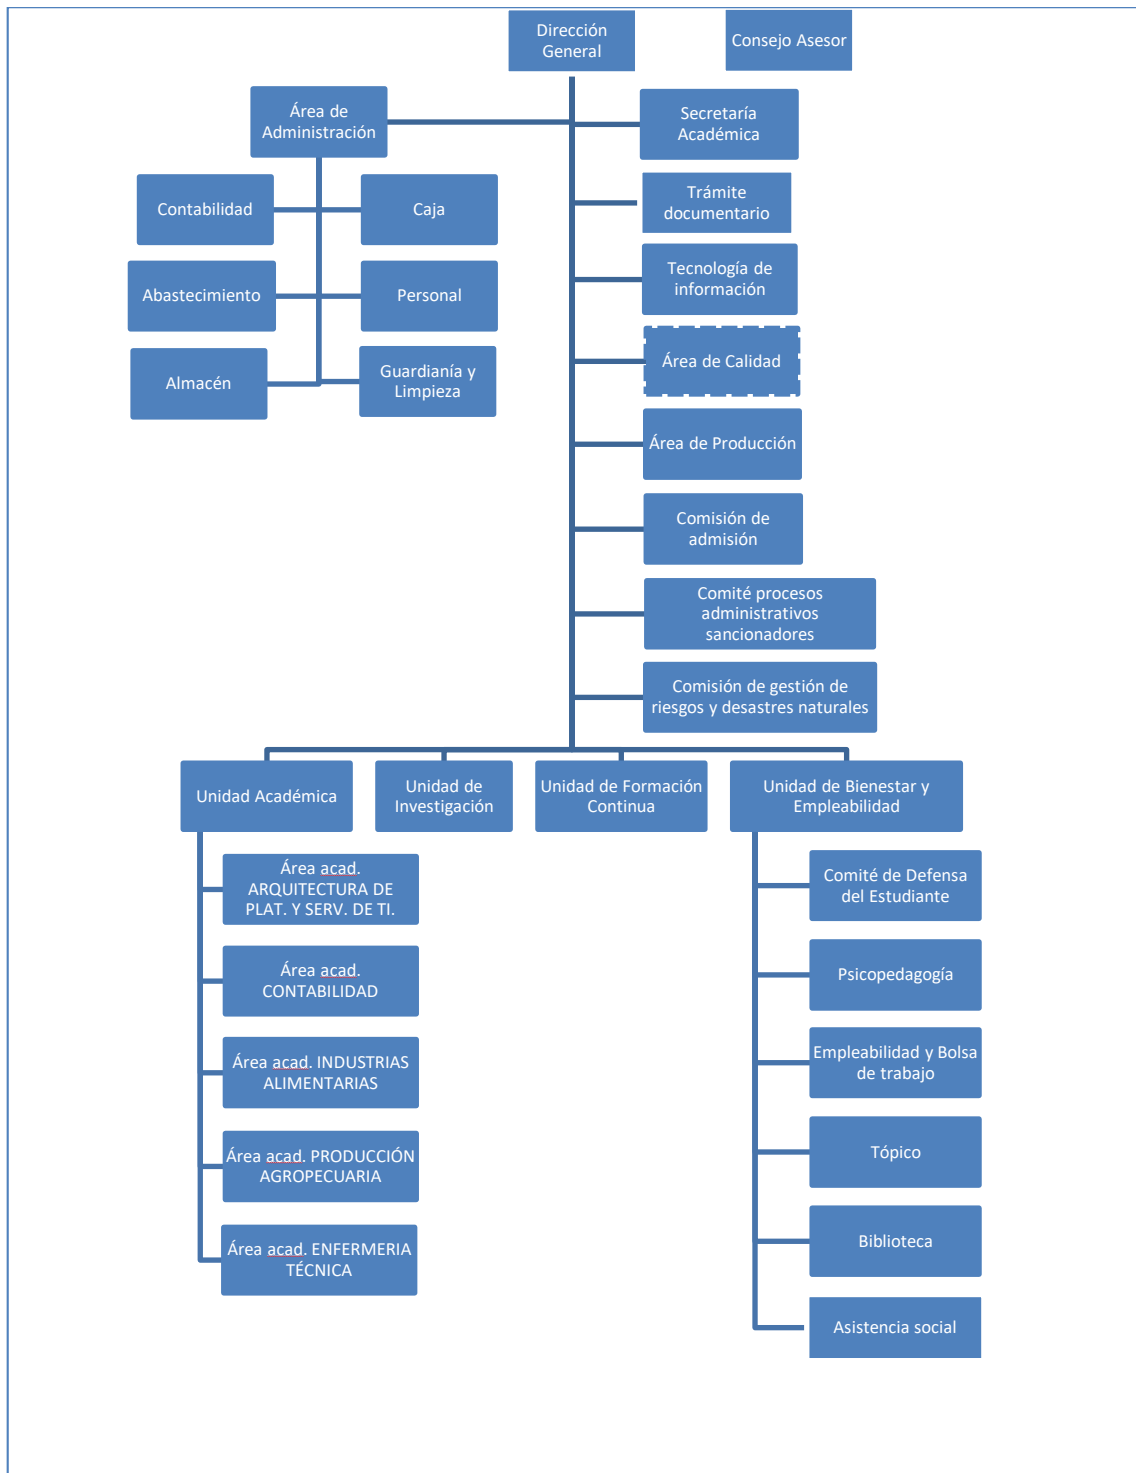 Dirección
General
Consejo Asesor
Área de
Administración
Secretaría
Académica
Contabilidad
Caja
Trámite
documentario
Abastecimiento
Personal
Tecnología de
información
Almacén
Guardianía y
Limpieza
Área de Calidad
Área de Producción
Comisión de
admisión
Comité procesos
administrativos
sancionadores
Comisión de gestión de
riesgos y desastres naturales
Unidad Académica
Unidad de
Investigación
Unidad de Formación
Continua
Unidad de Bienestar y
Empleabilidad
Área acad.
ARQUITECTURA DE
PLAT. Y SERV. DE TI.
Área acad.
CONTABILIDAD
Área acad. INDUSTRIAS
ALIMENTARIAS
Área acad. PRODUCCIÓN
AGROPECUARIA
Área acad. ENFERMERIA
TÉCNICA
Comité de Defensa
del Estudiante
Psicopedagogía
Empleabilidad y Bolsa
de trabajo
Tópico
Biblioteca
Asistencia social